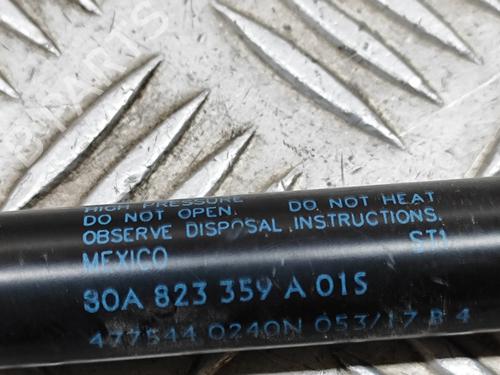 HIGH PRESSURE
DO NOT OPEN. DO NOT HEAT
OBSERVE DISPOSAL INSTRUCTIONS.
MEXICO ST1
80A 823 359 A 01S
477544 0240N 053/17 B 4